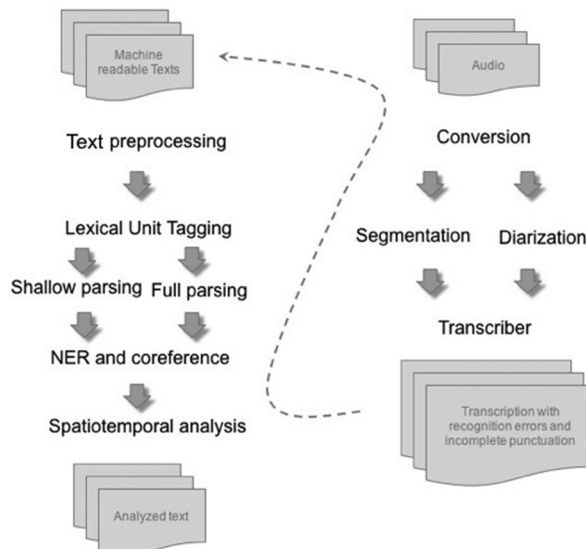 Machine
readable Texts
Text preprocessing
Lexical Unit Tagging
Shallow parsing
Full parsing
NER and coreference
Spatiotemporal analysis
Analyzed text
Audio
Conversion
Segmentation
Diarization
Transcriber
Transcription with
recognition errors and
incomplete punctuation